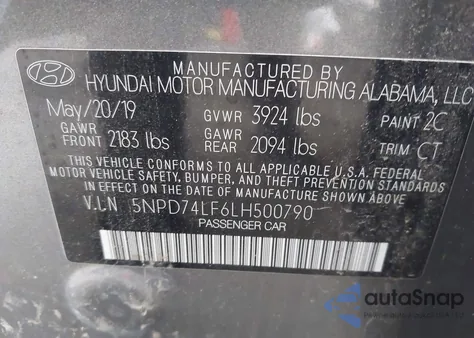 MANUFACTURED BY
HYUNDAI MOTOR MANUFACTURING ALABAMA, LLC
May/20/19 GVWR 3924 lbs PAINT 2C
GAWR FRONT 2183 lbs GAWR REAR 2094 lbs TRIM CT
THIS VEHICLE CONFORMS TO ALL APPLICABLE U.S.A. FEDERAL
MOTOR VEHICLE SAFETY, BUMPER, AND THEFT PREVENTION
STANDARDS IN EFFECT ON THE DATE OF MANUFACTURE SHOWN ABOVE.
V.I.N 5NPD74LF6LH500790
PASSENGER CAR
autoSnap